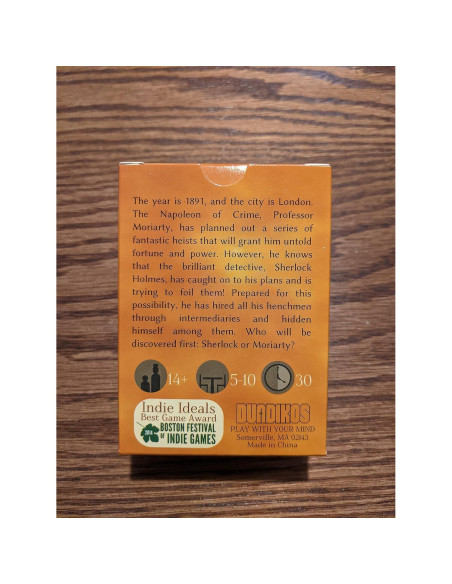 The year is 1891, and the city is London.
The Napoleon of Crime, Professor
Moriarty, has planned out a series of
fantastic heists that will grant him untold
fortune and power. However, he knows
that the brilliant detective, Sherlock
Holmes, has caught on to his plans and is
trying to foil them! Prepared for this
possibility, he has hired all his henchmen
through intermediaries and hidden
himself among them. Who will be
discovered first: Sherlock or Moriarty?
14+ 5-10 30
Indie Ideals
Best Game Award
2014 BOSTON FESTIVAL
OF INDIE GAMES
DUADIKOS
PLAY WITH YOUR MIND
Somerville, MA 02143
Made in China